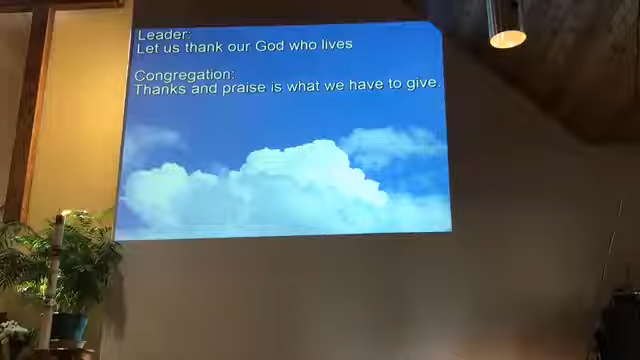 Leader:
Let us thank our God who lives
Congregation:
Thanks and praise is what we have to give.